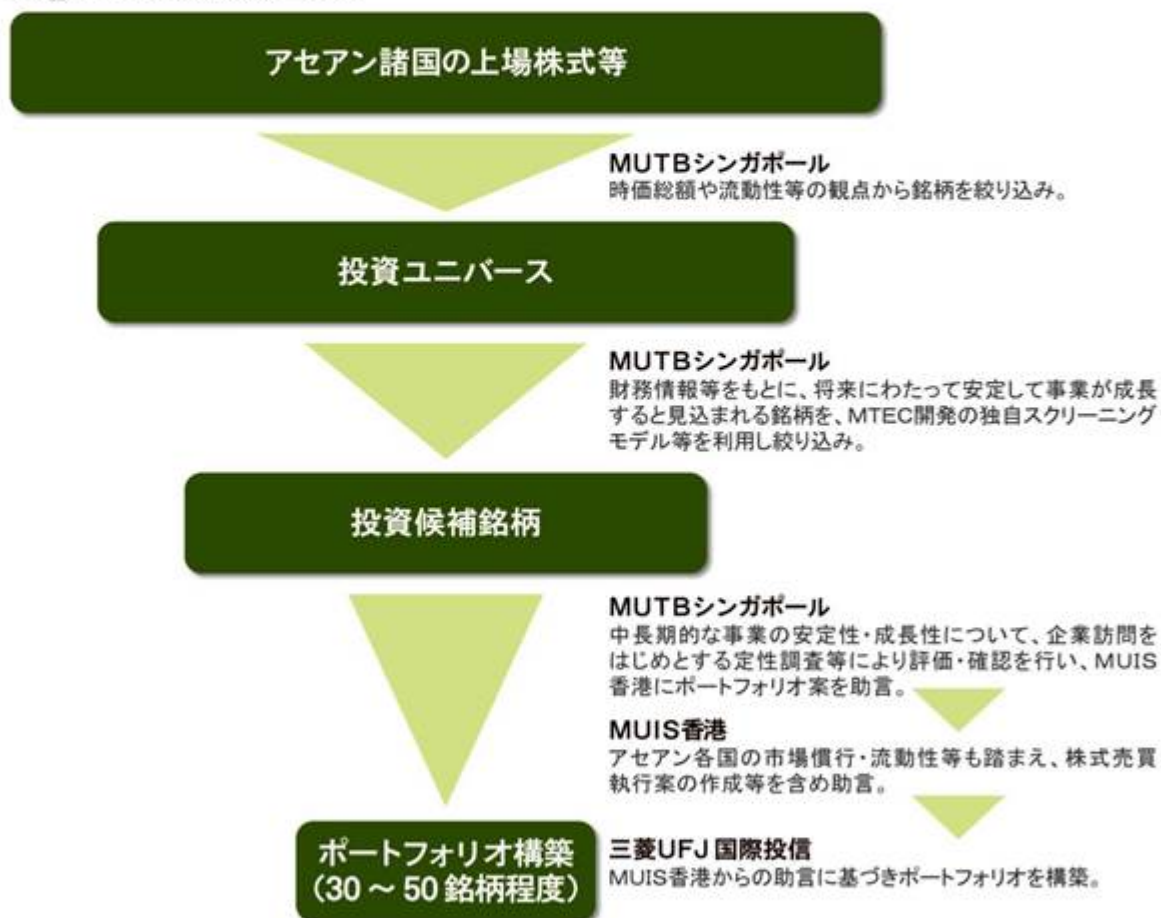 アセアン諸国の上場株式等
MUTBシンガポール
時価総額や流動性等の観点から銘柄を絞り込み。
投資ユニバース
MUTBシンガポール
財務情報等をもとに、将来にわたって安定して事業が成長
すると見込まれる銘柄を、MTEC開発の独自スクリーニング
モデル等を利用し絞り込み。
投資候補銘柄
MUTBシンガポール
中長期的な事業の安定性・成長性について、企業訪問を
はじめとする定性調査等により評価・確認を行い、MUIS
香港にポートフォリオ案を助言。
MUIS香港
アセアン各国の市場慣行・流動性等も踏まえ、株式売買
執行案の作成等を含め助言。
ポートフォリオ構築
(30～50銘柄程度)
三菱UFJ国際投信
MUIS香港からの助言に基づきポートフォリオを構築。